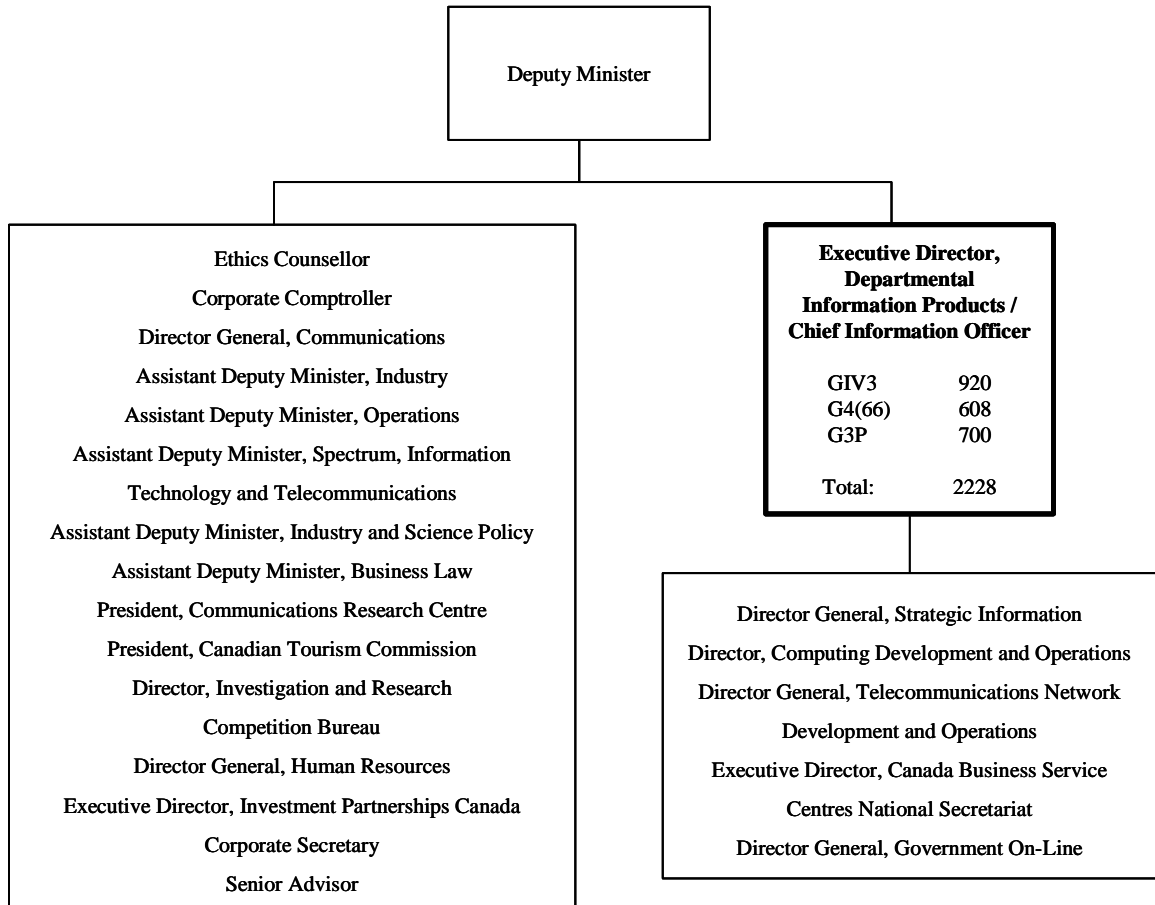 Deputy Minister
Ethics Counsellor
Corporate Comptroller
Director General, Communications
Assistant Deputy Minister, Industry
Assistant Deputy Minister, Operations
Assistant Deputy Minister, Spectrum, Information
Technology and Telecommunications
Assistant Deputy Minister, Industry and Science Policy
Assistant Deputy Minister, Business Law
President, Communications Research Centre
President, Canadian Tourism Commission
Director, Investigation and Research
Competition Bureau
Director General, Human Resources
Executive Director, Investment Partnerships Canada
Corporate Secretary
Senior Advisor
Executive Director,
Departmental
Information Products /
Chief Information Officer
GIV3 920
G4(66) 608
G3P 700
Total: 2228
Director General, Strategic Information
Director, Computing Development and Operations
Director General, Telecommunications Network
Development and Operations
Executive Director, Canada Business Service
Centres National Secretariat
Director General, Government On-Line